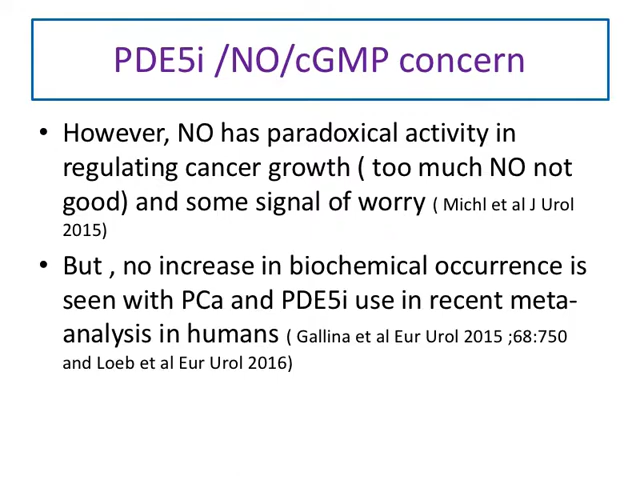 PDE5i /NO/cGMP concern
• However, NO has paradoxical activity in
regulating cancer growth ( too much NO not
good) and some signal of worry ( Michl et al J Urol
2015)
• But , no increase in biochemical occurrence is
seen with PCa and PDE5i use in recent meta-
analysis in humans ( Gallina et al Eur Urol 2015 ;68:750
and Loeb et al Eur Urol 2016)